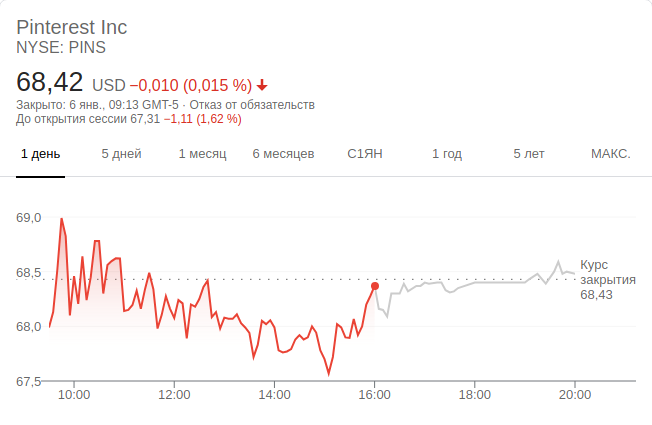 Pinterest Inc
NYSE: PINS
68,42 USD −0,010 (0,015 %)
Закрыто: 6 янв., 09:13 GMT-5 · Отказ от обязательств
До открытия сессии 67,31 −1,11 (1,62 %)
1 день 5 дней 1 месяц 6 месяцев С1ЯН 1 год 5 лет МАКС.
69,0
68,5
68,0
67,5
Курс
закрытия
68,43
10:00 12:00 14:00 16:00 18:00 20:00